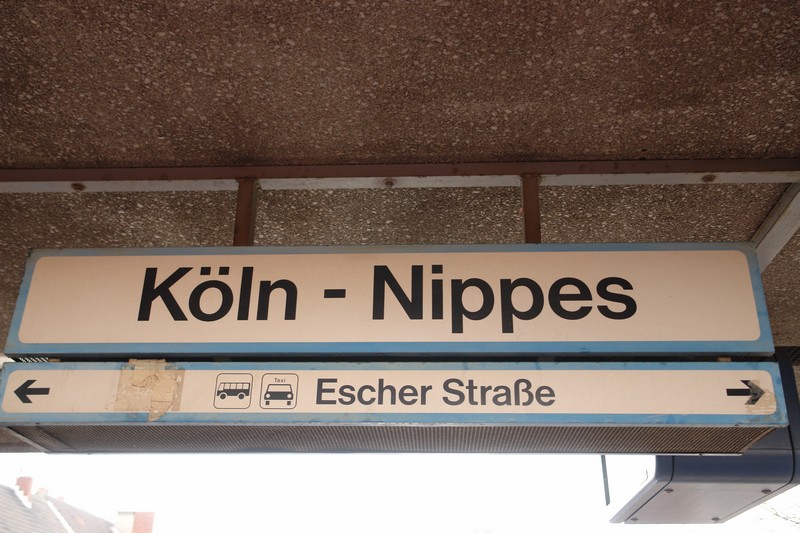 Köln - Nippes
Taxi
Escher Straße